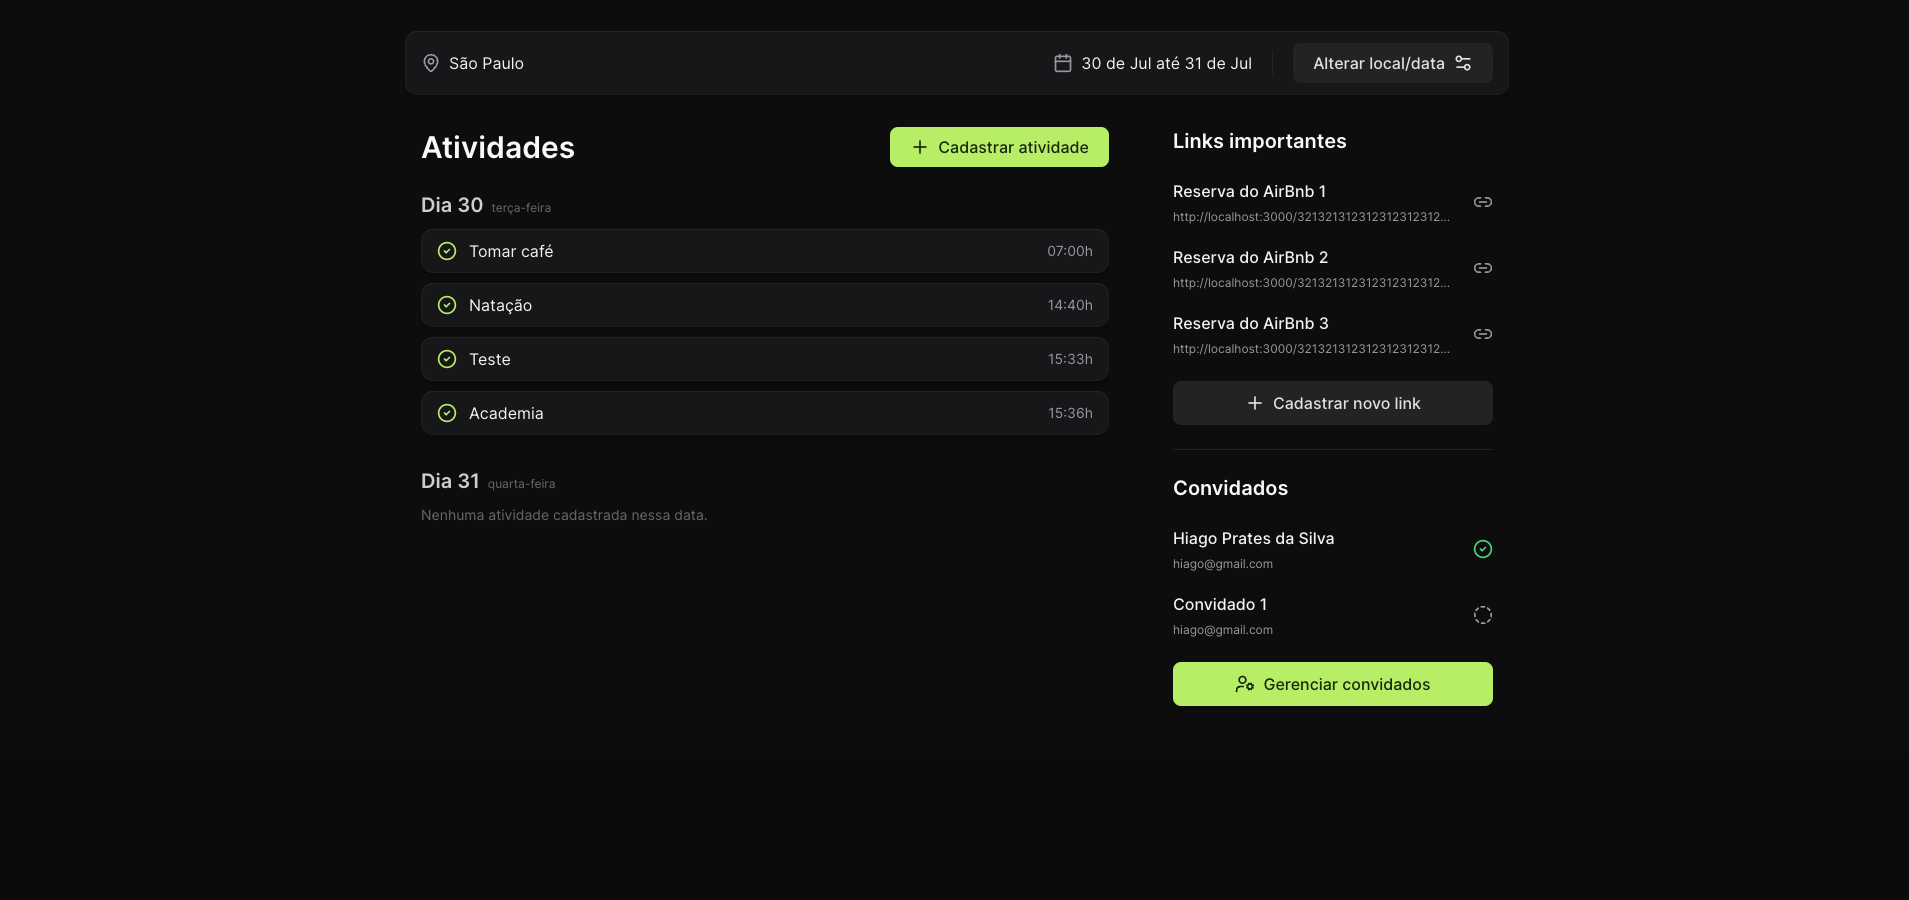 São Paulo
30 de Jul até 31 de Jul
Alterar local/data
Atividades
Cadastrar atividade
Dia 30 terça-feira
Tomar café 07:00h
Natação 14:40h
Teste 15:33h
Academia 15:36h
Dia 31 quarta-feira
Nenhuma atividade cadastrada nessa data.
Links importantes
Reserva do AirBnb 1
http://localhost:3000/321321312312312312312...
Reserva do AirBnb 2
http://localhost:3000/321321312312312312312...
Reserva do AirBnb 3
http://localhost:3000/321321312312312312312...
Cadastrar novo link
Convidados
Hiago Prates da Silva
hiago@gmail.com
Convidado 1
hiago@gmail.com
Gerenciar convidados